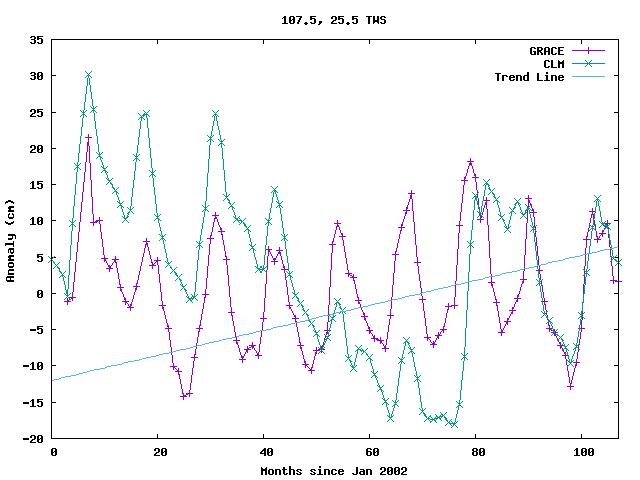 107.5, 25.5 TWS
GRACE
CLM
Trend Line
Anomaly (cm)
35
30
25
20
15
10
5
0
-5
-10
-15
-20
0 20 40 60 80 100
Months since Jan 2002